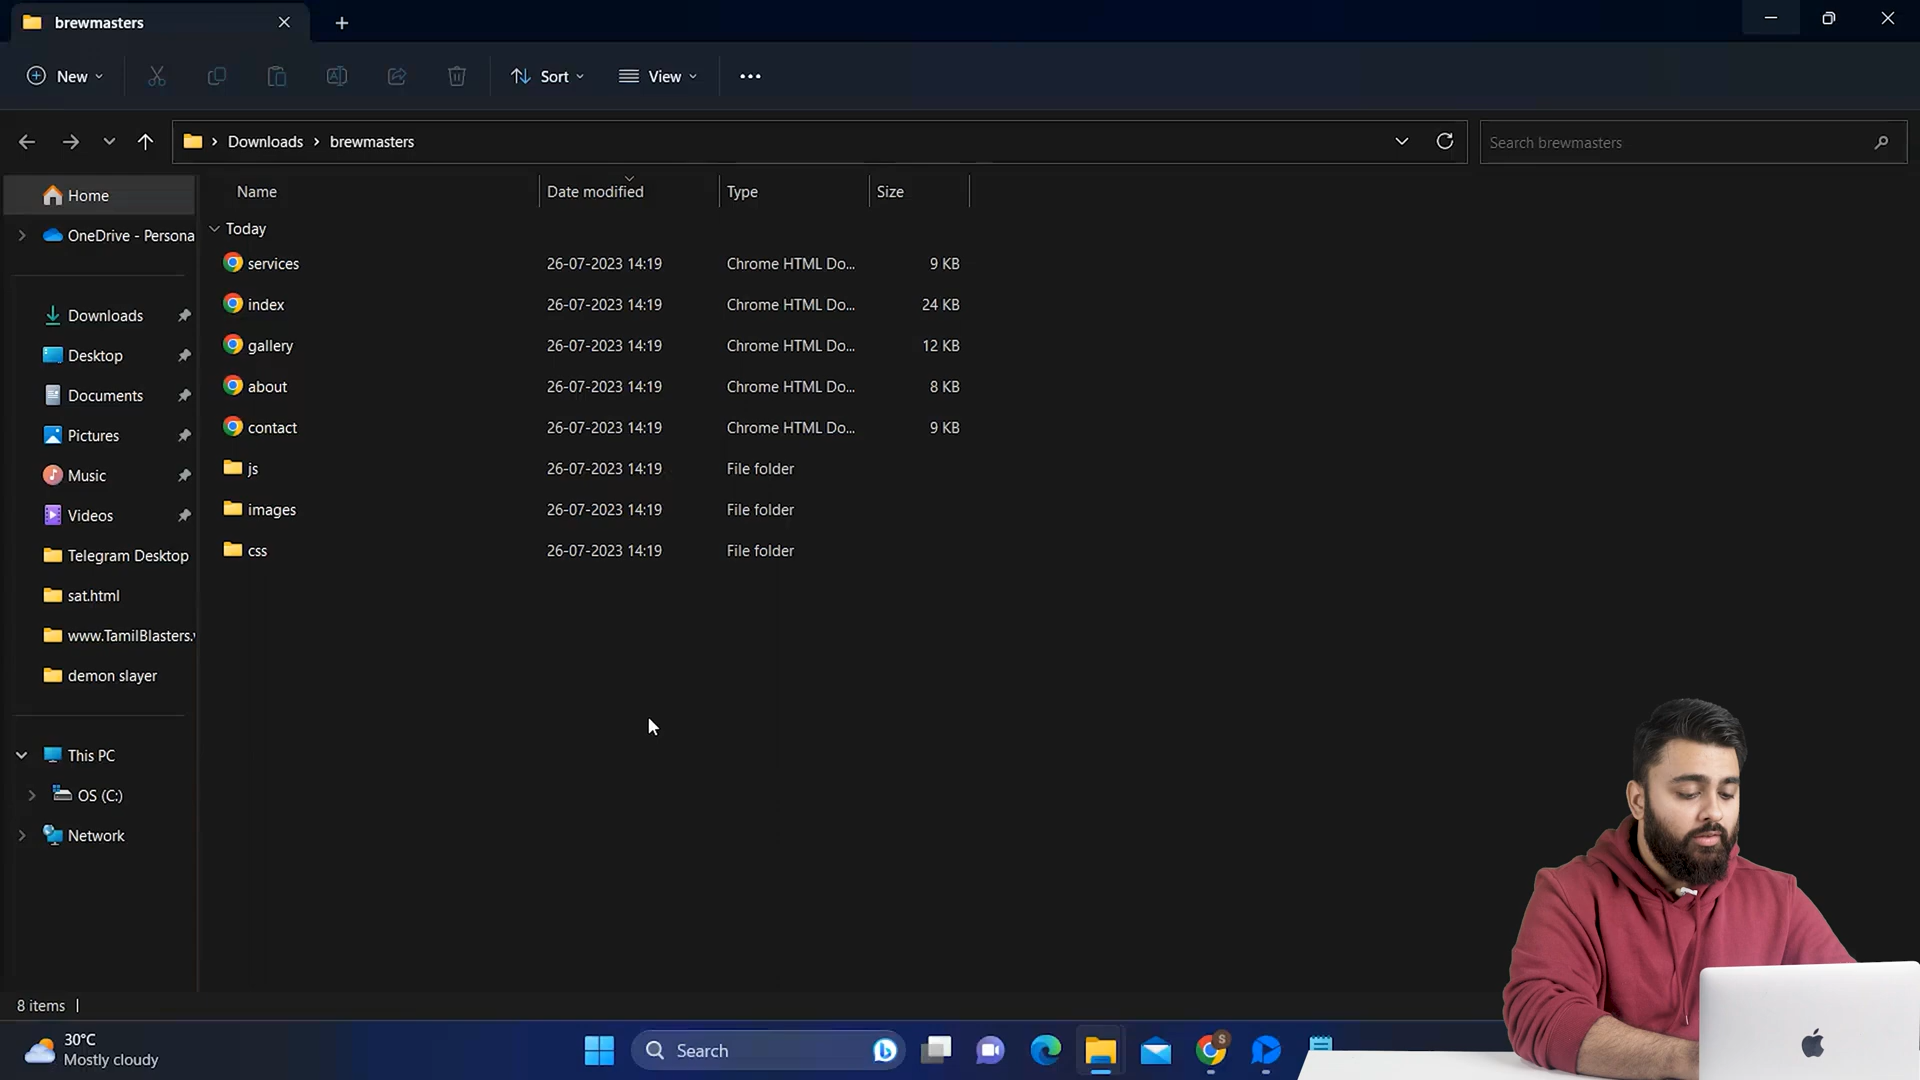 brewmasters
New
Sort
View
Downloads
brewmasters
Search brewmasters
Home
OneDrive - Persona
Downloads
Desktop
Documents
Pictures
Music
Videos
Telegram Desktop
sat.html
www.TamilBlasters.
demon slayer
This PC
OS (C:)
Network
Name Date modified Type Size
Today
services 26-07-2023 14:19 Chrome HTML Do... 9 KB
index 26-07-2023 14:19 Chrome HTML Do... 24 KB
gallery 26-07-2023 14:19 Chrome HTML Do... 12 KB
about 26-07-2023 14:19 Chrome HTML Do... 8 KB
contact 26-07-2023 14:19 Chrome HTML Do... 9 KB
js 26-07-2023 14:19 File folder
images 26-07-2023 14:19 File folder
css 26-07-2023 14:19 File folder
8 items
30°C
Mostly cloudy
Search
S